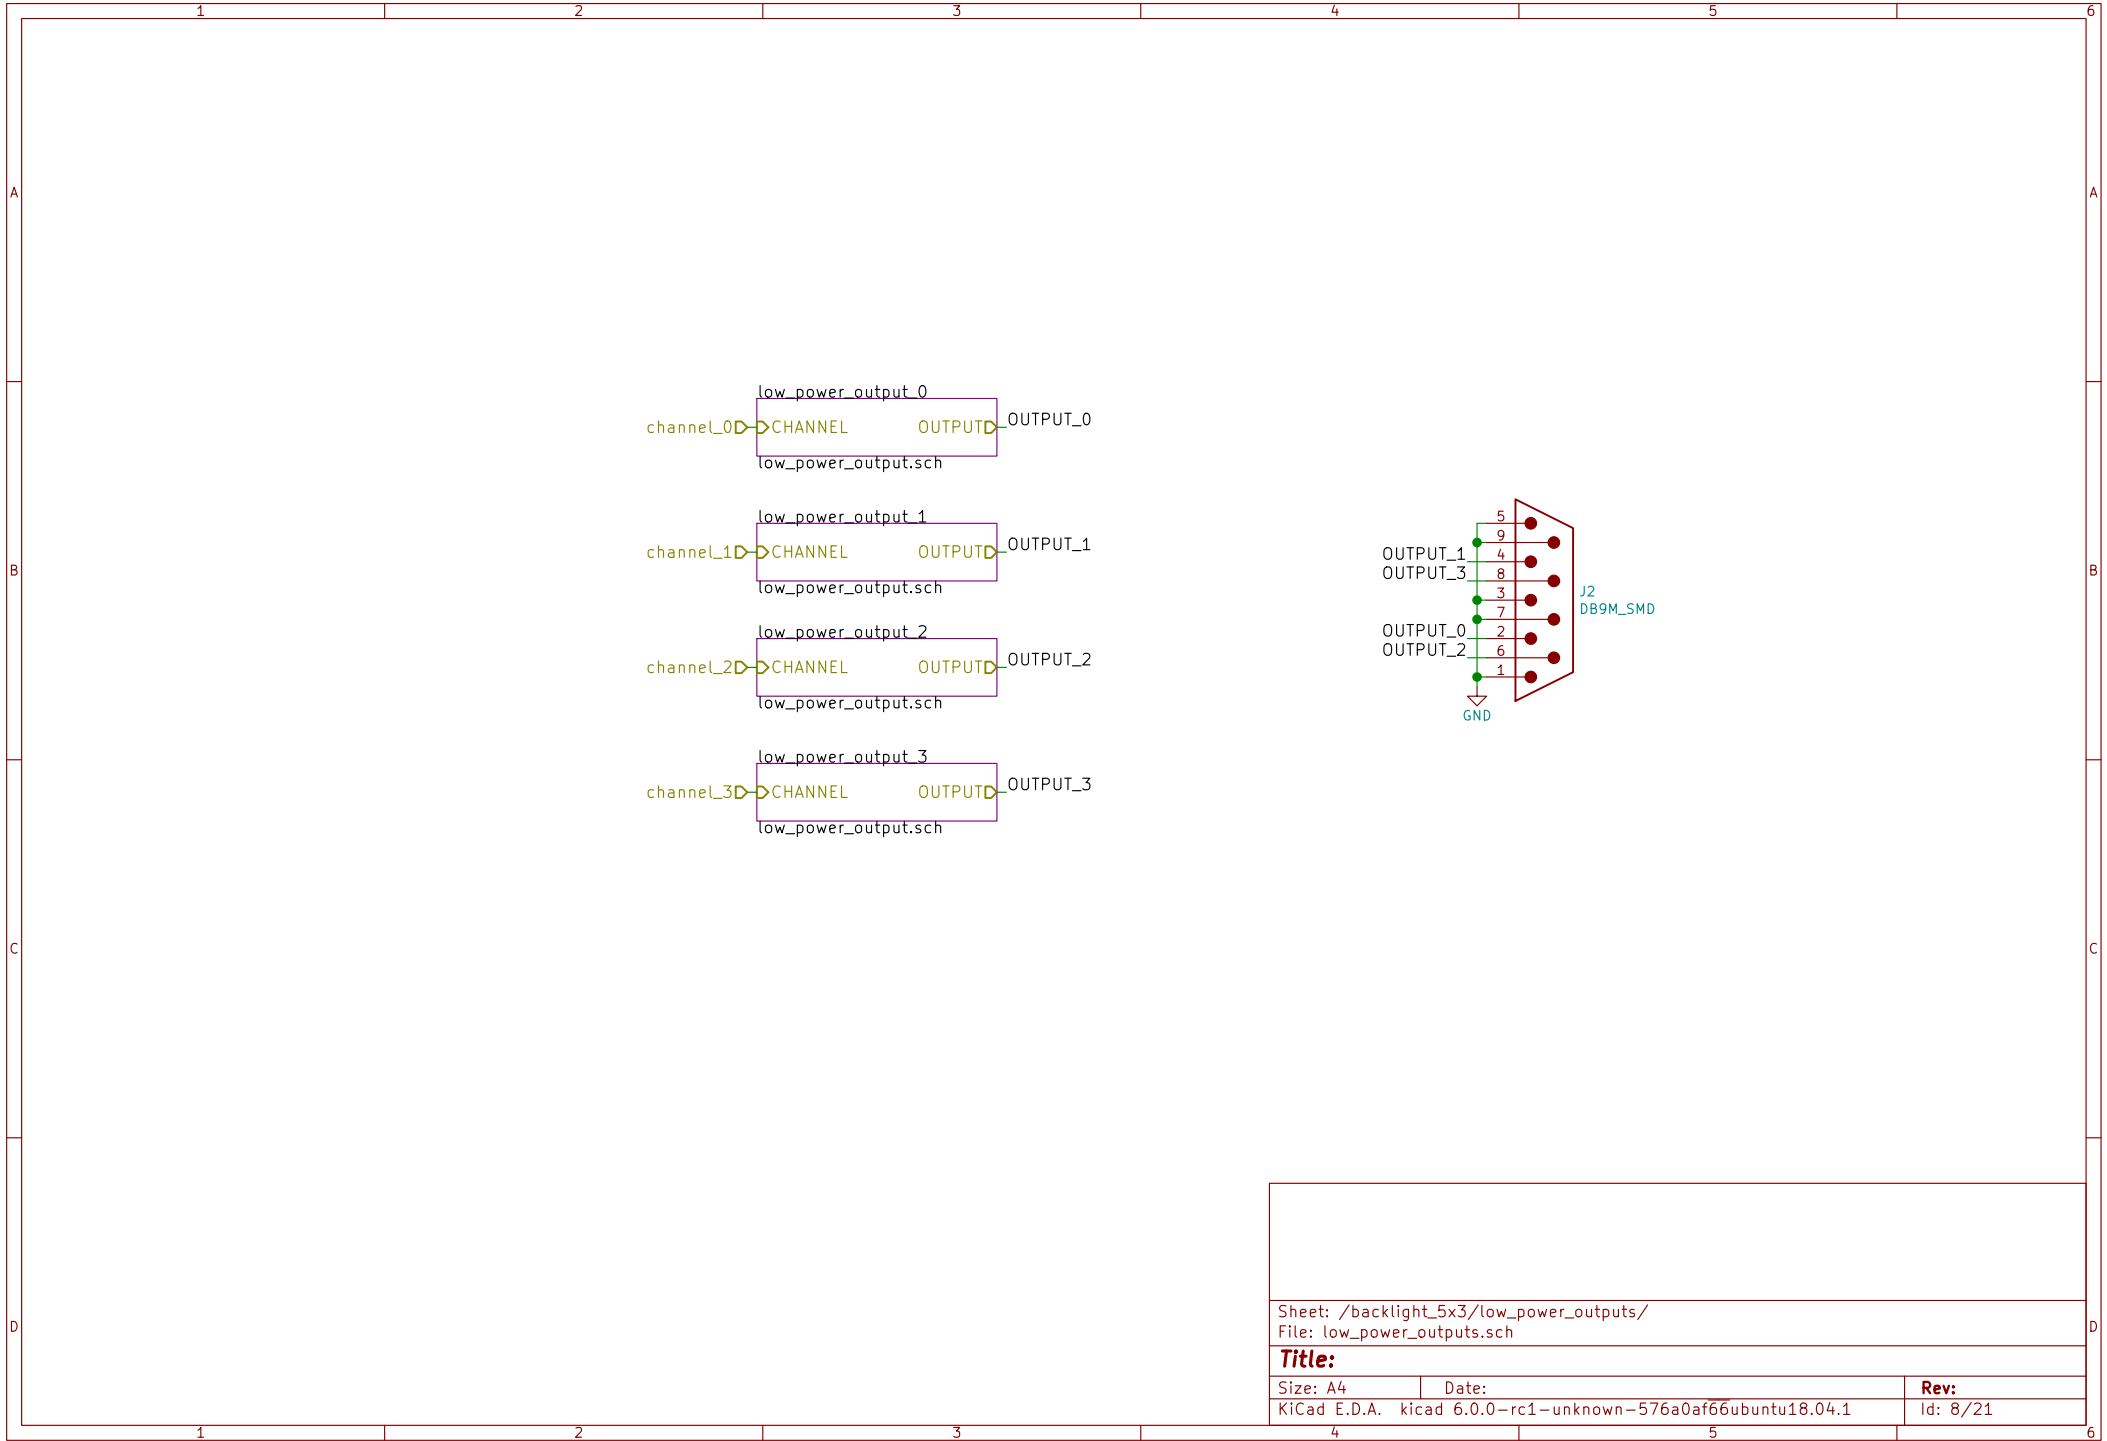 1 2 3 4 5 6
A A
low_power_output_0
channel_0 CHANNEL OUTPUT OUTPUT_0
low_power_output.sch
low_power_output_1
channel_1 CHANNEL OUTPUT OUTPUT_1
low_power_output.sch
low_power_output_2
channel_2 CHANNEL OUTPUT OUTPUT_2
low_power_output.sch
low_power_output_3
channel_3 CHANNEL OUTPUT OUTPUT_3
low_power_output.sch
5
9
OUTPUT_1 4
OUTPUT_3 8
3
7
OUTPUT_0 2
OUTPUT_2 6
1
GND
J2
DB9M_SMD
B B
C C
D D
Sheet: /backlight_5x3/low_power_outputs/
File: low_power_outputs.sch
Title:
Size: A4 Date: Rev:
KiCad E.D.A. kicad 6.0.0-rc1-unknown-576a0af66ubuntu18.04.1 Id: 8/21
1 2 3 4 5 6